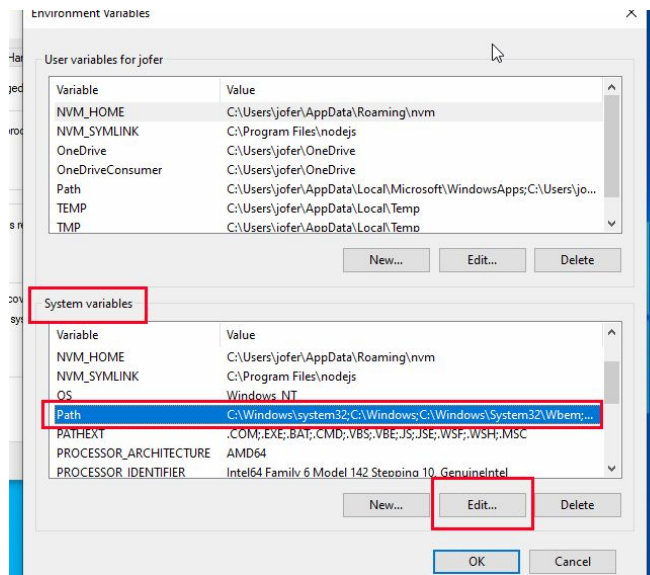 Environment Variables
User variables for jofer
Variable Value
NVM_HOME C:\Users\jofer\AppData\Roaming\nvm
NVM_SYMLINK C:\Program Files\nodejs
OneDrive C:\Users\jofer\OneDrive
OneDriveConsumer C:\Users\jofer\OneDrive
Path C:\Users\jofer\AppData\Local\Microsoft\WindowsApps;C:\Users\jo...
TEMP C:\Users\jofer\AppData\Local\Temp
TMP C:\Users\jofer\AppData\Local\Temp
New... Edit... Delete
System variables
Variable Value
NVM_HOME C:\Users\jofer\AppData\Roaming\nvm
NVM_SYMLINK C:\Program Files\nodejs
OS Windows_NT
Path C:\Windows\system32;C:\Windows;C:\Windows\System32\Wbem;...
PATHEXT .COM;.EXE;.BAT;.CMD;.VBS;.VBE;.JS;.JSE;.WSF;.WSH;.MSC
PROCESSOR_ARCHITECTURE AMD64
PROCESSOR_IDENTIFIER Intel64 Family 6 Model 142 Stepping 10, GenuineIntel
New... Edit... Delete
OK Cancel